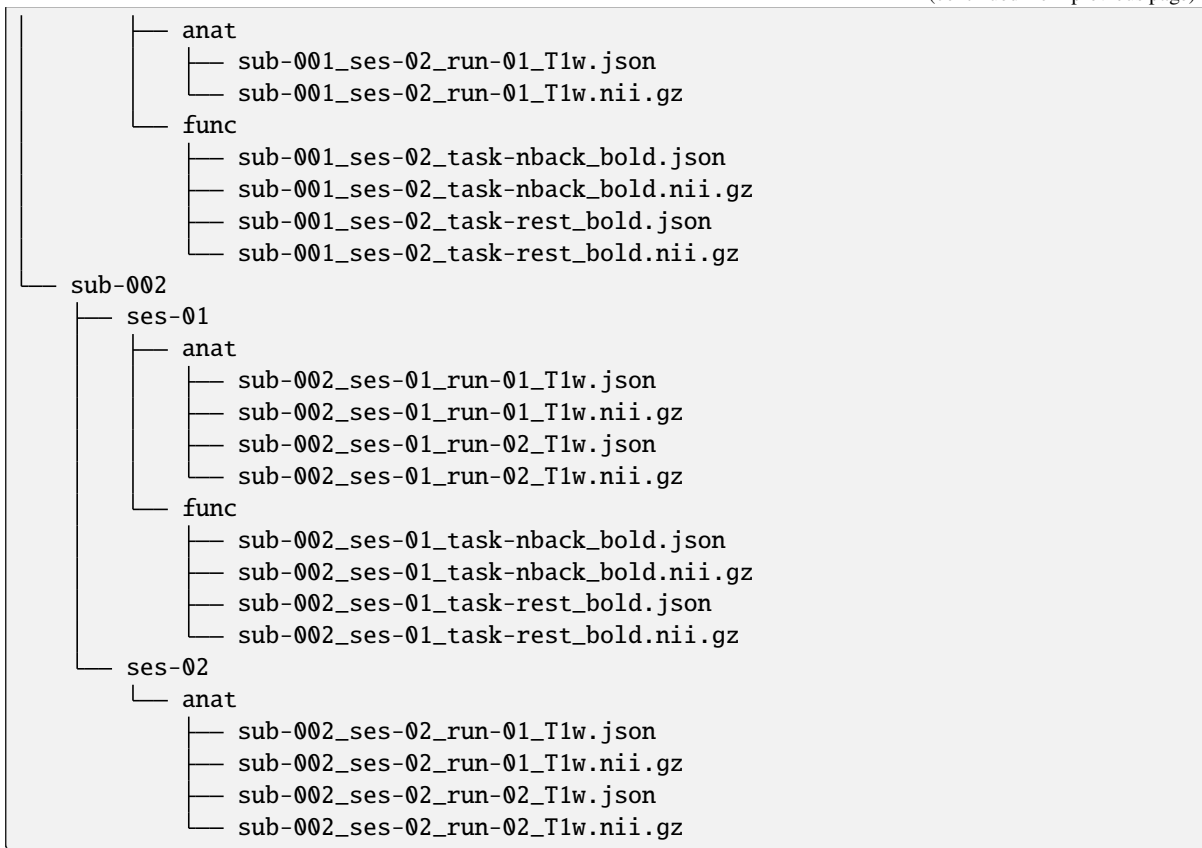 │       ├── anat
│       │   ├── sub-001_ses-02_run-01_T1w.json
│       │   └── sub-001_ses-02_run-01_T1w.nii.gz
│       └── func
│           ├── sub-001_ses-02_task-nback_bold.json
│           ├── sub-001_ses-02_task-nback_bold.nii.gz
│           ├── sub-001_ses-02_task-rest_bold.json
│           └── sub-001_ses-02_task-rest_bold.nii.gz
└── sub-002
    ├── ses-01
    │   ├── anat
    │   │   ├── sub-002_ses-01_run-01_T1w.json
    │   │   ├── sub-002_ses-01_run-01_T1w.nii.gz
    │   │   ├── sub-002_ses-01_run-02_T1w.json
    │   │   └── sub-002_ses-01_run-02_T1w.nii.gz
    │   └── func
    │       ├── sub-002_ses-01_task-nback_bold.json
    │       ├── sub-002_ses-01_task-nback_bold.nii.gz
    │       ├── sub-002_ses-01_task-rest_bold.json
    │       └── sub-002_ses-01_task-rest_bold.nii.gz
    └── ses-02
        └── anat
            ├── sub-002_ses-02_run-01_T1w.json
            ├── sub-002_ses-02_run-01_T1w.nii.gz
            ├── sub-002_ses-02_run-02_T1w.json
            └── sub-002_ses-02_run-02_T1w.nii.gz